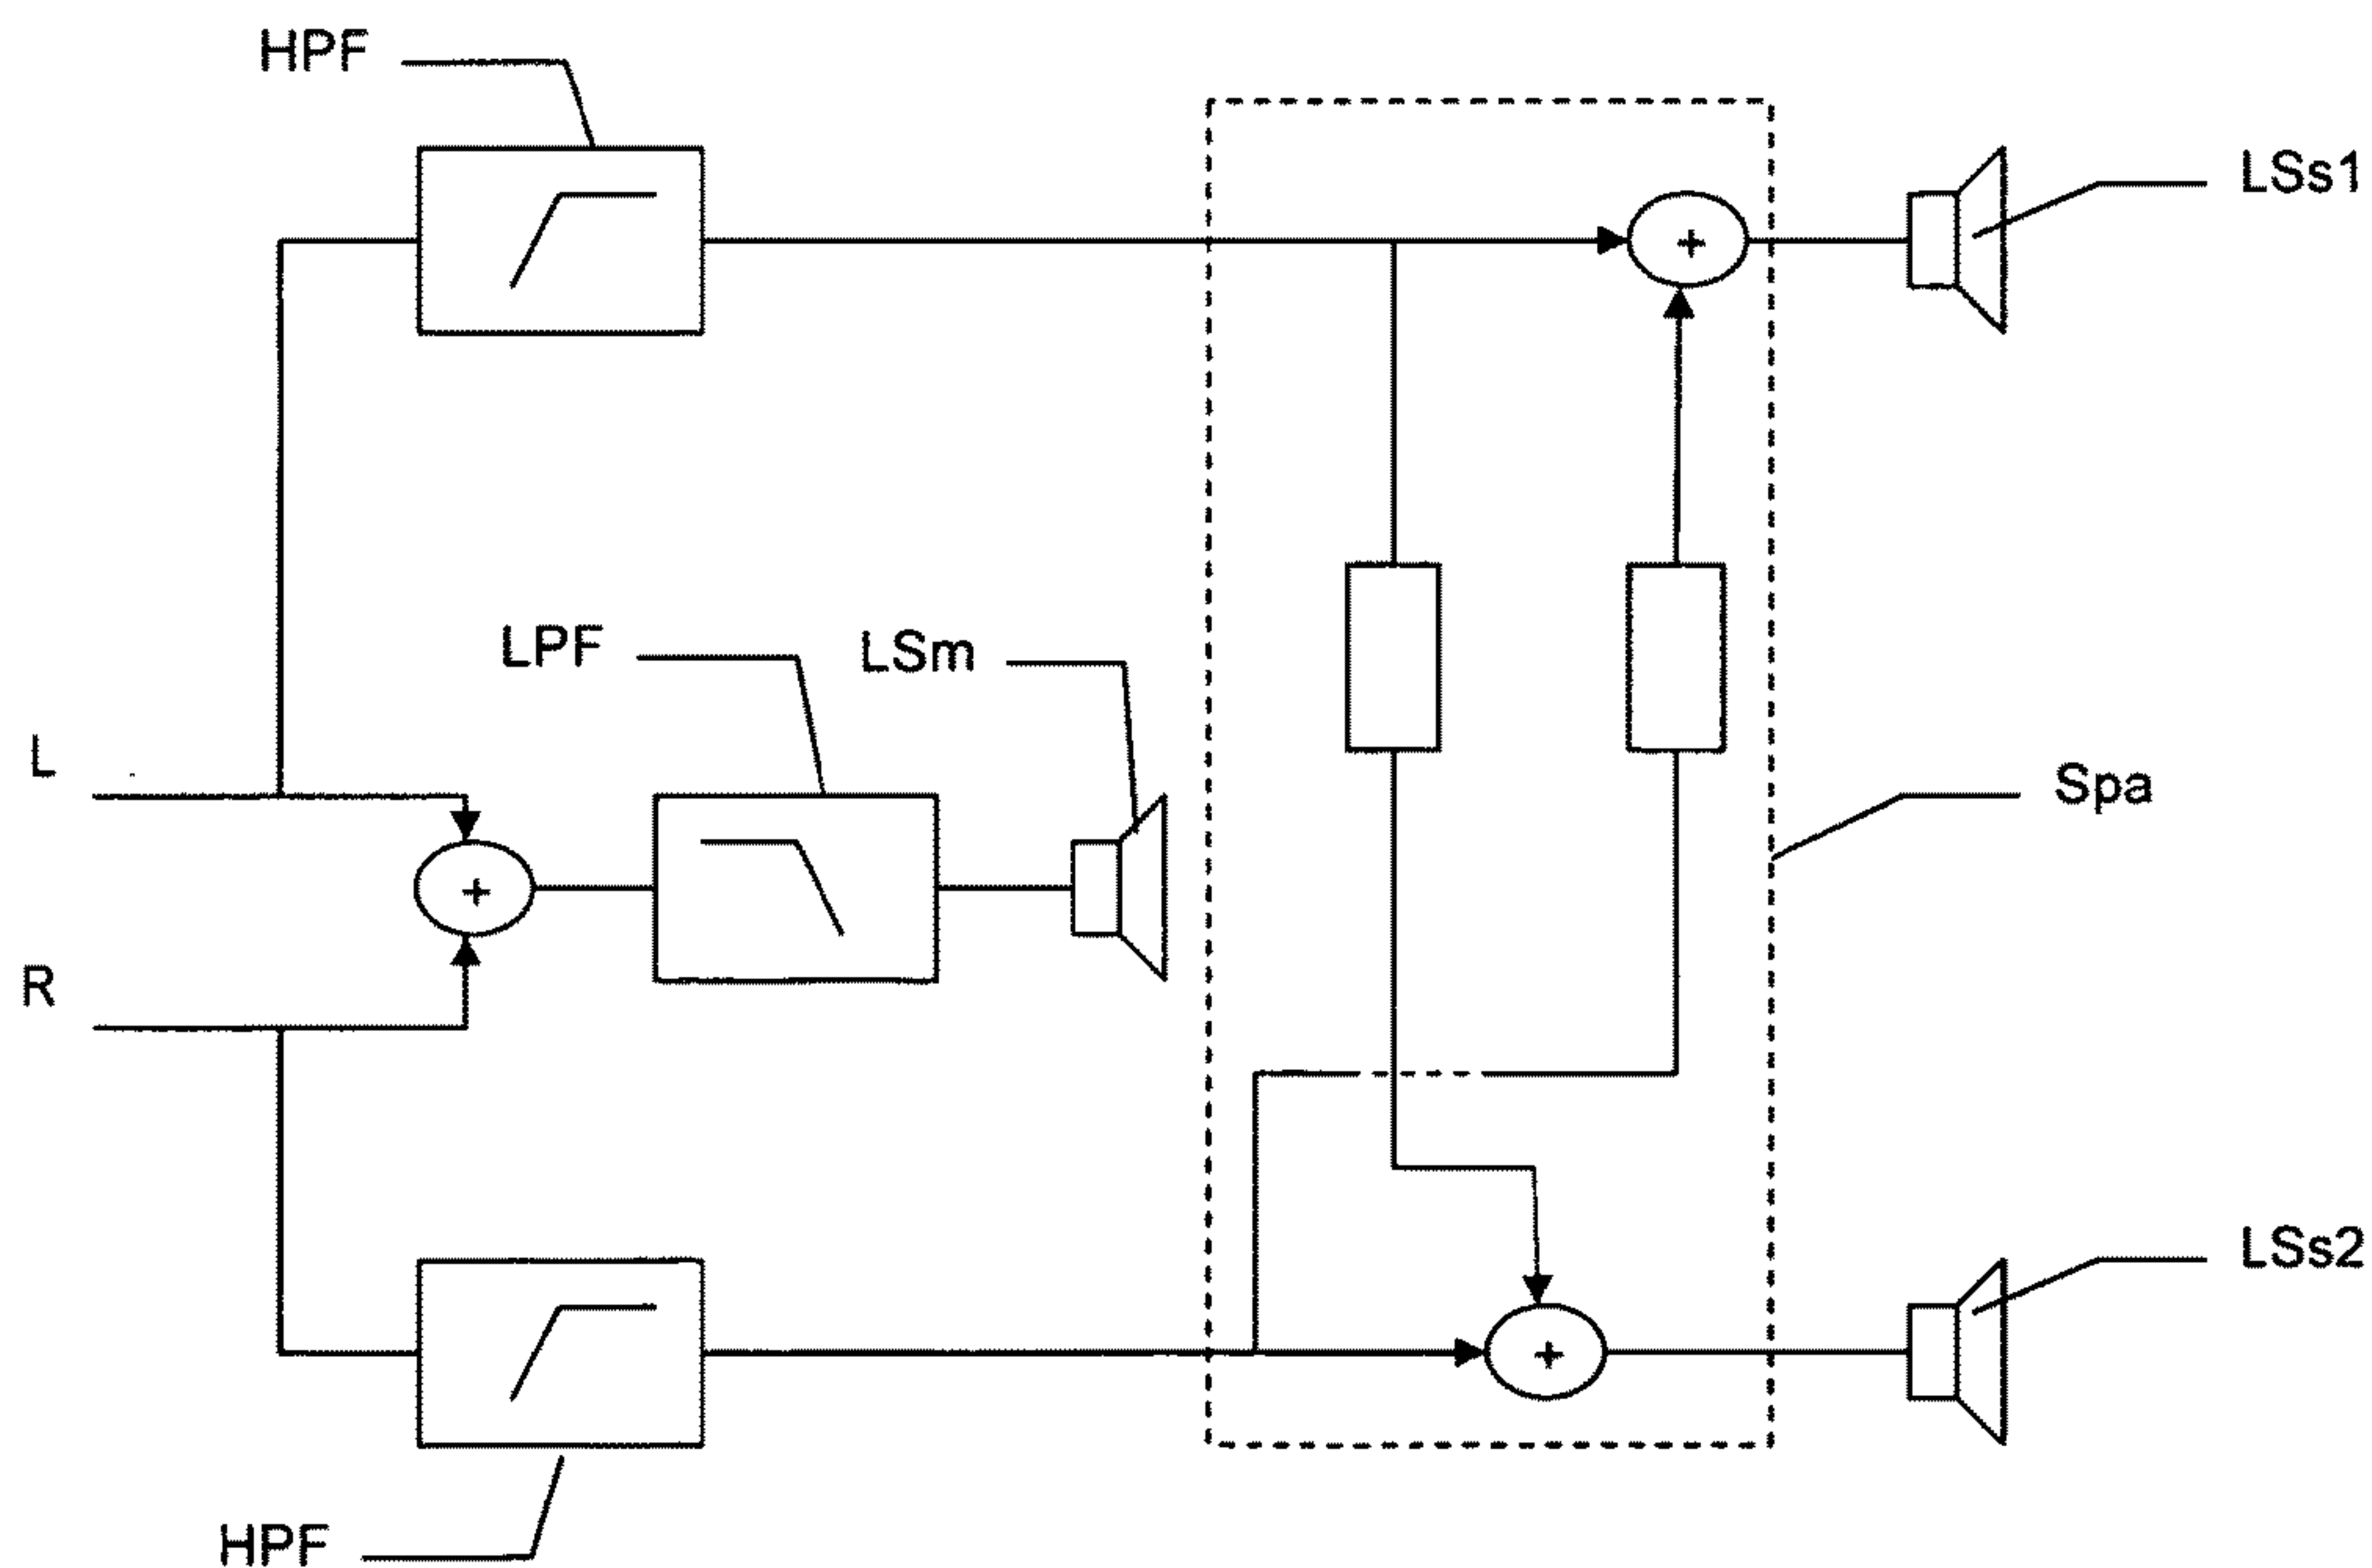 HPF
LSs1
+
LPF
LSm
L
Spa
+
R
LSs2
+
HPF